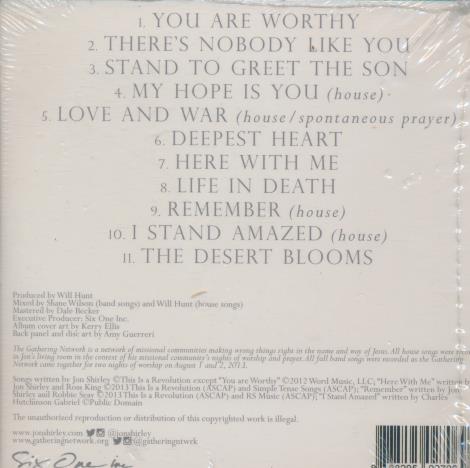 1. YOU ARE WORTHY
2. THERE'S NOBODY LIKE YOU
3. STAND TO GREET THE SON
4. MY HOPE IS YOU (house)
5. LOVE AND WAR (house/spontaneous prayer)
6. DEEPEST HEART
7. HERE WITH ME
8. LIFE IN DEATH
9. REMEMBER (house)
10. I STAND AMAZED (house)
11. THE DESERT BLOOMS
Produced by Will Hunt
Mixed by Shane Wilson (band songs) and Will Hunt (house songs)
Mastered by Dale Becker
Executive Producer: Six One Inc.
Album cover art by Kerry Ellis
Back panel and disc art by Amy Guerreri
The Gathering Network is a network of missional communities making wrong things right in the name and way of Jesus. All house songs were
in Jon's living room in the context of his missional community's nights of worship and prayer. All full band songs were recorded at the Gathering
Network came together for two nights of worship on August 1 and 2, 2011.
Songs written by Jon Shirley ©This Is a Revolution except "You are Worthy" ©2012 Word Music, LLC; "Here With Me" written by
Jon Shirley and Ross King ©2013 This Is a Revolution (ASCAP) and Simple Tense Songs (ASCAP); "Remember" written by Jon
Shirley and Robbie Seay ©2013 This Is a Revolution (ASCAP) and RS Music (ASCAP); "I Stand Amazed" written by Charles
Hutchinson Gabriel ©Public Domain
The unauthorized reproduction or distribution of this copyrighted work is illegal.
www.jonshirley.com @jonshirley
www.gatheringnetwork.org @gatheringntwrk
Six One inc